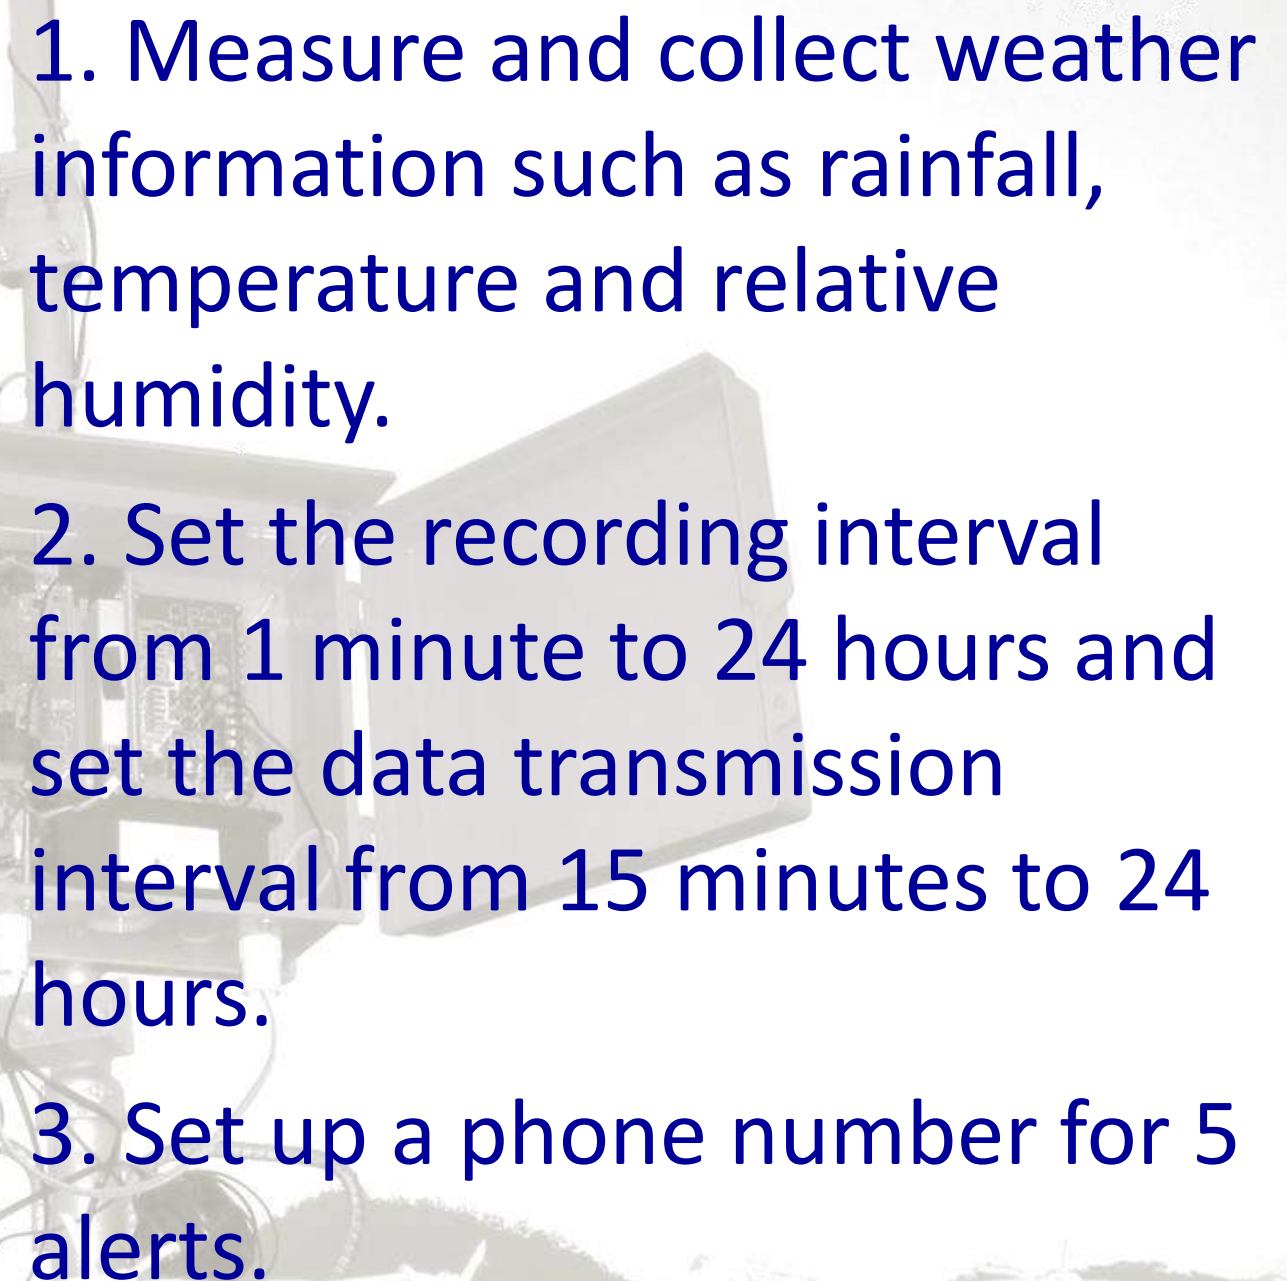 1. Measure and collect weather
information such as rainfall,
temperature and relative
humidity.
2. Set the recording interval
from 1 minute to 24 hours and
set the data transmission
interval from 15 minutes to 24
hours.
3. Set up a phone number for 5
alerts.